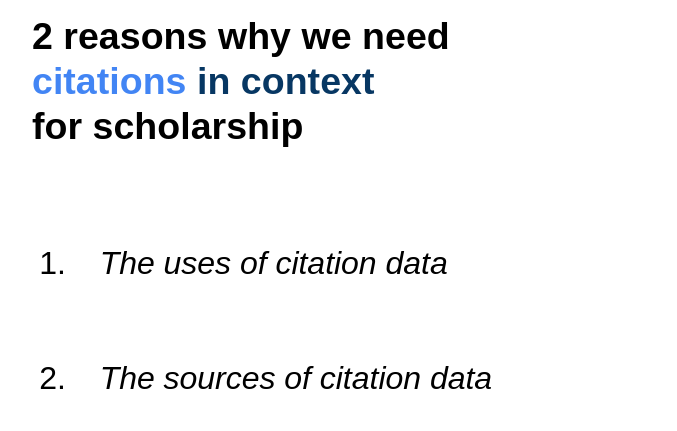 2 reasons why we need
citations in context
for scholarship
1. The uses of citation data
2. The sources of citation data